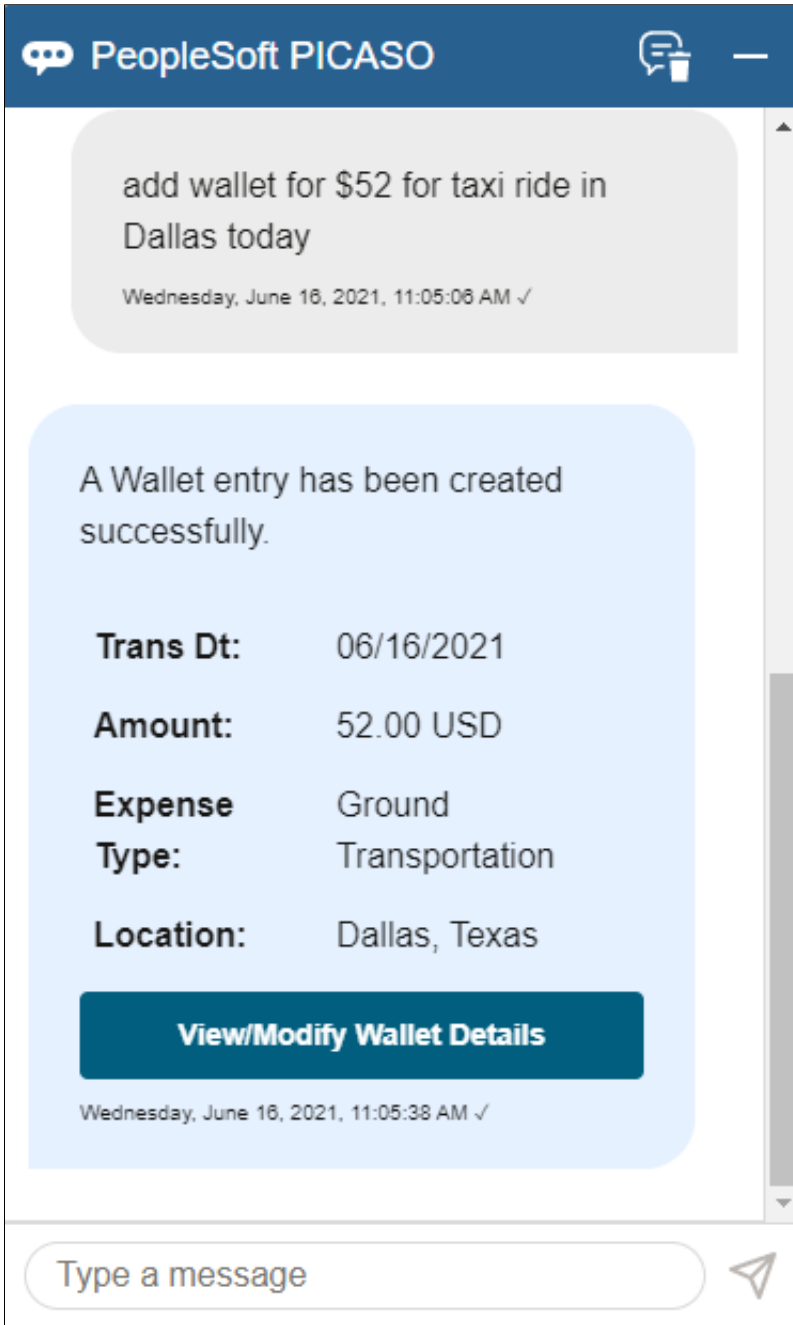 PeopleSoft PICASO
add wallet for $52 for taxi ride in
Dallas today
Wednesday, June 16, 2021, 11:05:06 AM ✓
A Wallet entry has been created
successfully.
Trans Dt: 06/16/2021
Amount: 52.00 USD
Expense Ground
Type: Transportation
Location: Dallas, Texas
View/Modify Wallet Details
Wednesday, June 16, 2021, 11:05:38 AM ✓
Type a message